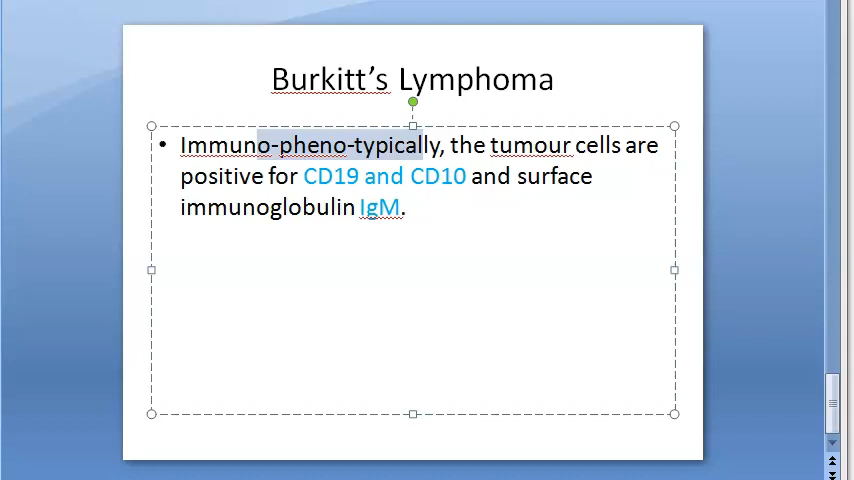 Burkitt’s Lymphoma
• Immuno-pheno-typically, the tumour cells are
positive for CD19 and CD10 and surface
immunoglobulin IgM.